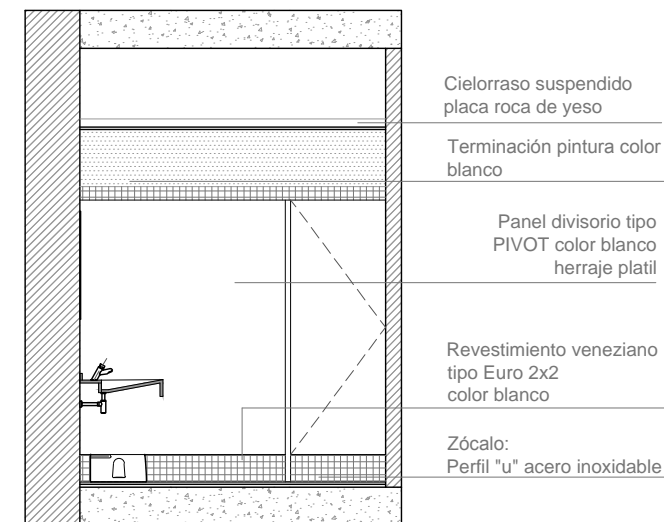 Cielorraso suspendido
placa roca de yeso
Terminación pintura color
blanco
Panel divisorio tipo
PIVOT color blanco
herraje platil
Revestimiento veneziano
tipo Euro 2x2
color blanco
Zócalo:
Perfil "u" acero inoxidable